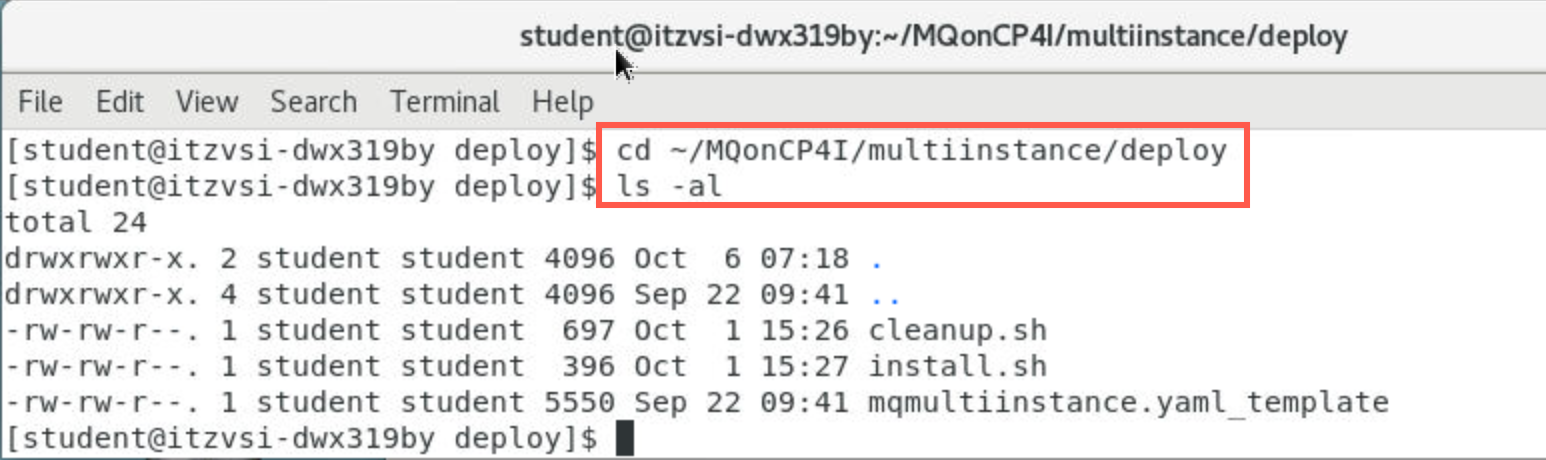 student@itzvsi-dwx319by:~/MQonCP4I/multiinstance/deploy
File Edit View Search Terminal Help
[student@itzvsi-dwx319by deploy]$ cd ~/MQonCP4I/multiinstance/deploy
[student@itzvsi-dwx319by deploy]$ ls -al
total 24
drwxrwxr-x. 2 student student 4096 Oct  6 07:18 .
drwxrwxr-x. 4 student student 4096 Sep 22 09:41 ..
-rw-rw-r--. 1 student student  697 Oct  1 15:26 cleanup.sh
-rw-rw-r--. 1 student student  396 Oct  1 15:27 install.sh
-rw-rw-r--. 1 student student 5550 Sep 22 09:41 mqmultiinstance.yaml_template
[student@itzvsi-dwx319by deploy]$